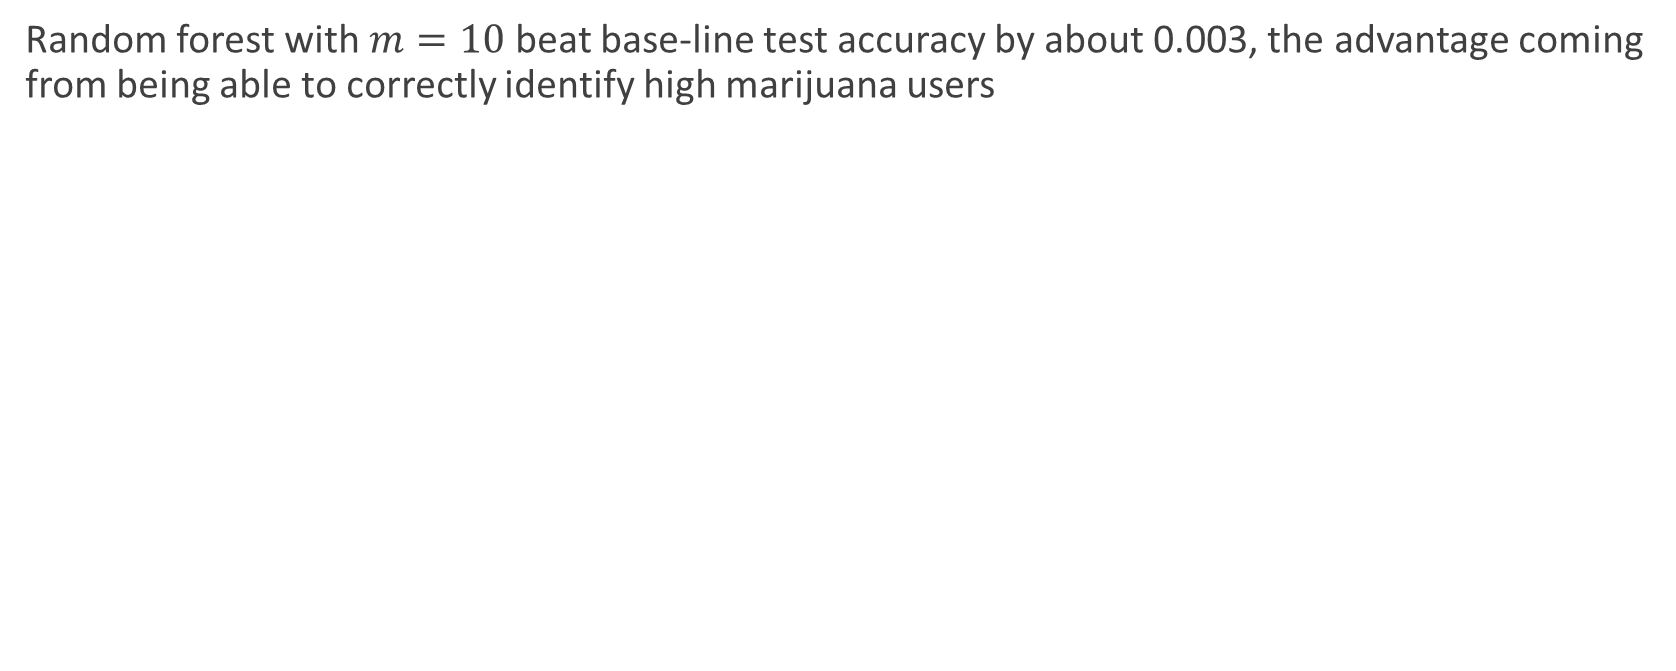 Random forest with m = 10 beat base-line test accuracy by about 0.003, the advantage coming
from being able to correctly identify high marijuana users